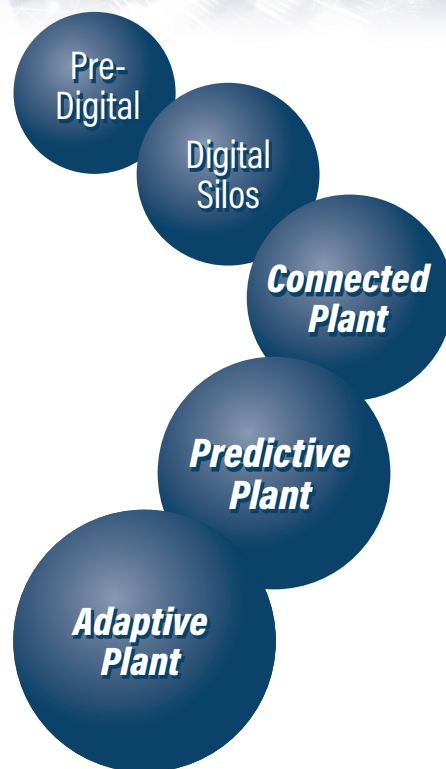 Pre-
Digital
Digital
Silos
Connected
Plant
Predictive
Plant
Adaptive
Plant